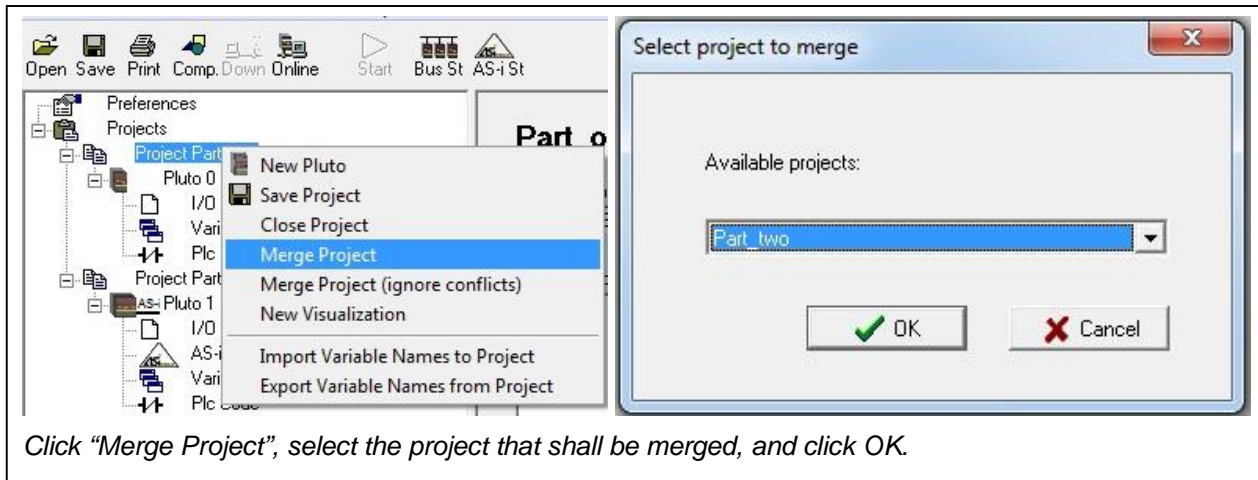 Open Save Print Comp. Down Online Start Bus St AS-i St
Preferences
Projects
Project Part
Pluto 0
I/O
Vari
Plc
Project Part
AS-i Pluto 1
I/O
AS-i
Vari
Plc Code
Part_o
New Pluto
Save Project
Close Project
Merge Project
Merge Project (ignore conflicts)
New Visualization
Import Variable Names to Project
Export Variable Names from Project
Select project to merge
Available projects:
Part_two
OK Cancel
Click “Merge Project”, select the project that shall be merged, and click OK.